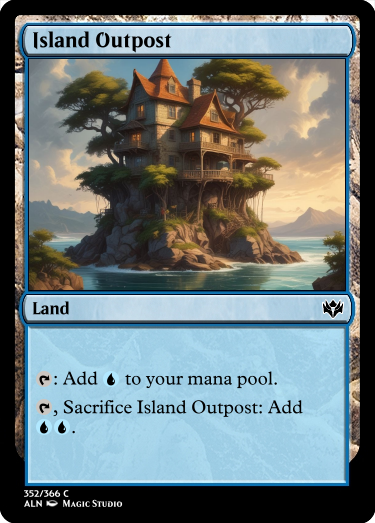 Island Outpost
Land
: Add to your mana pool.
, Sacrifice Island Outpost: Add
.
352/366 C
ALN Magic Studio